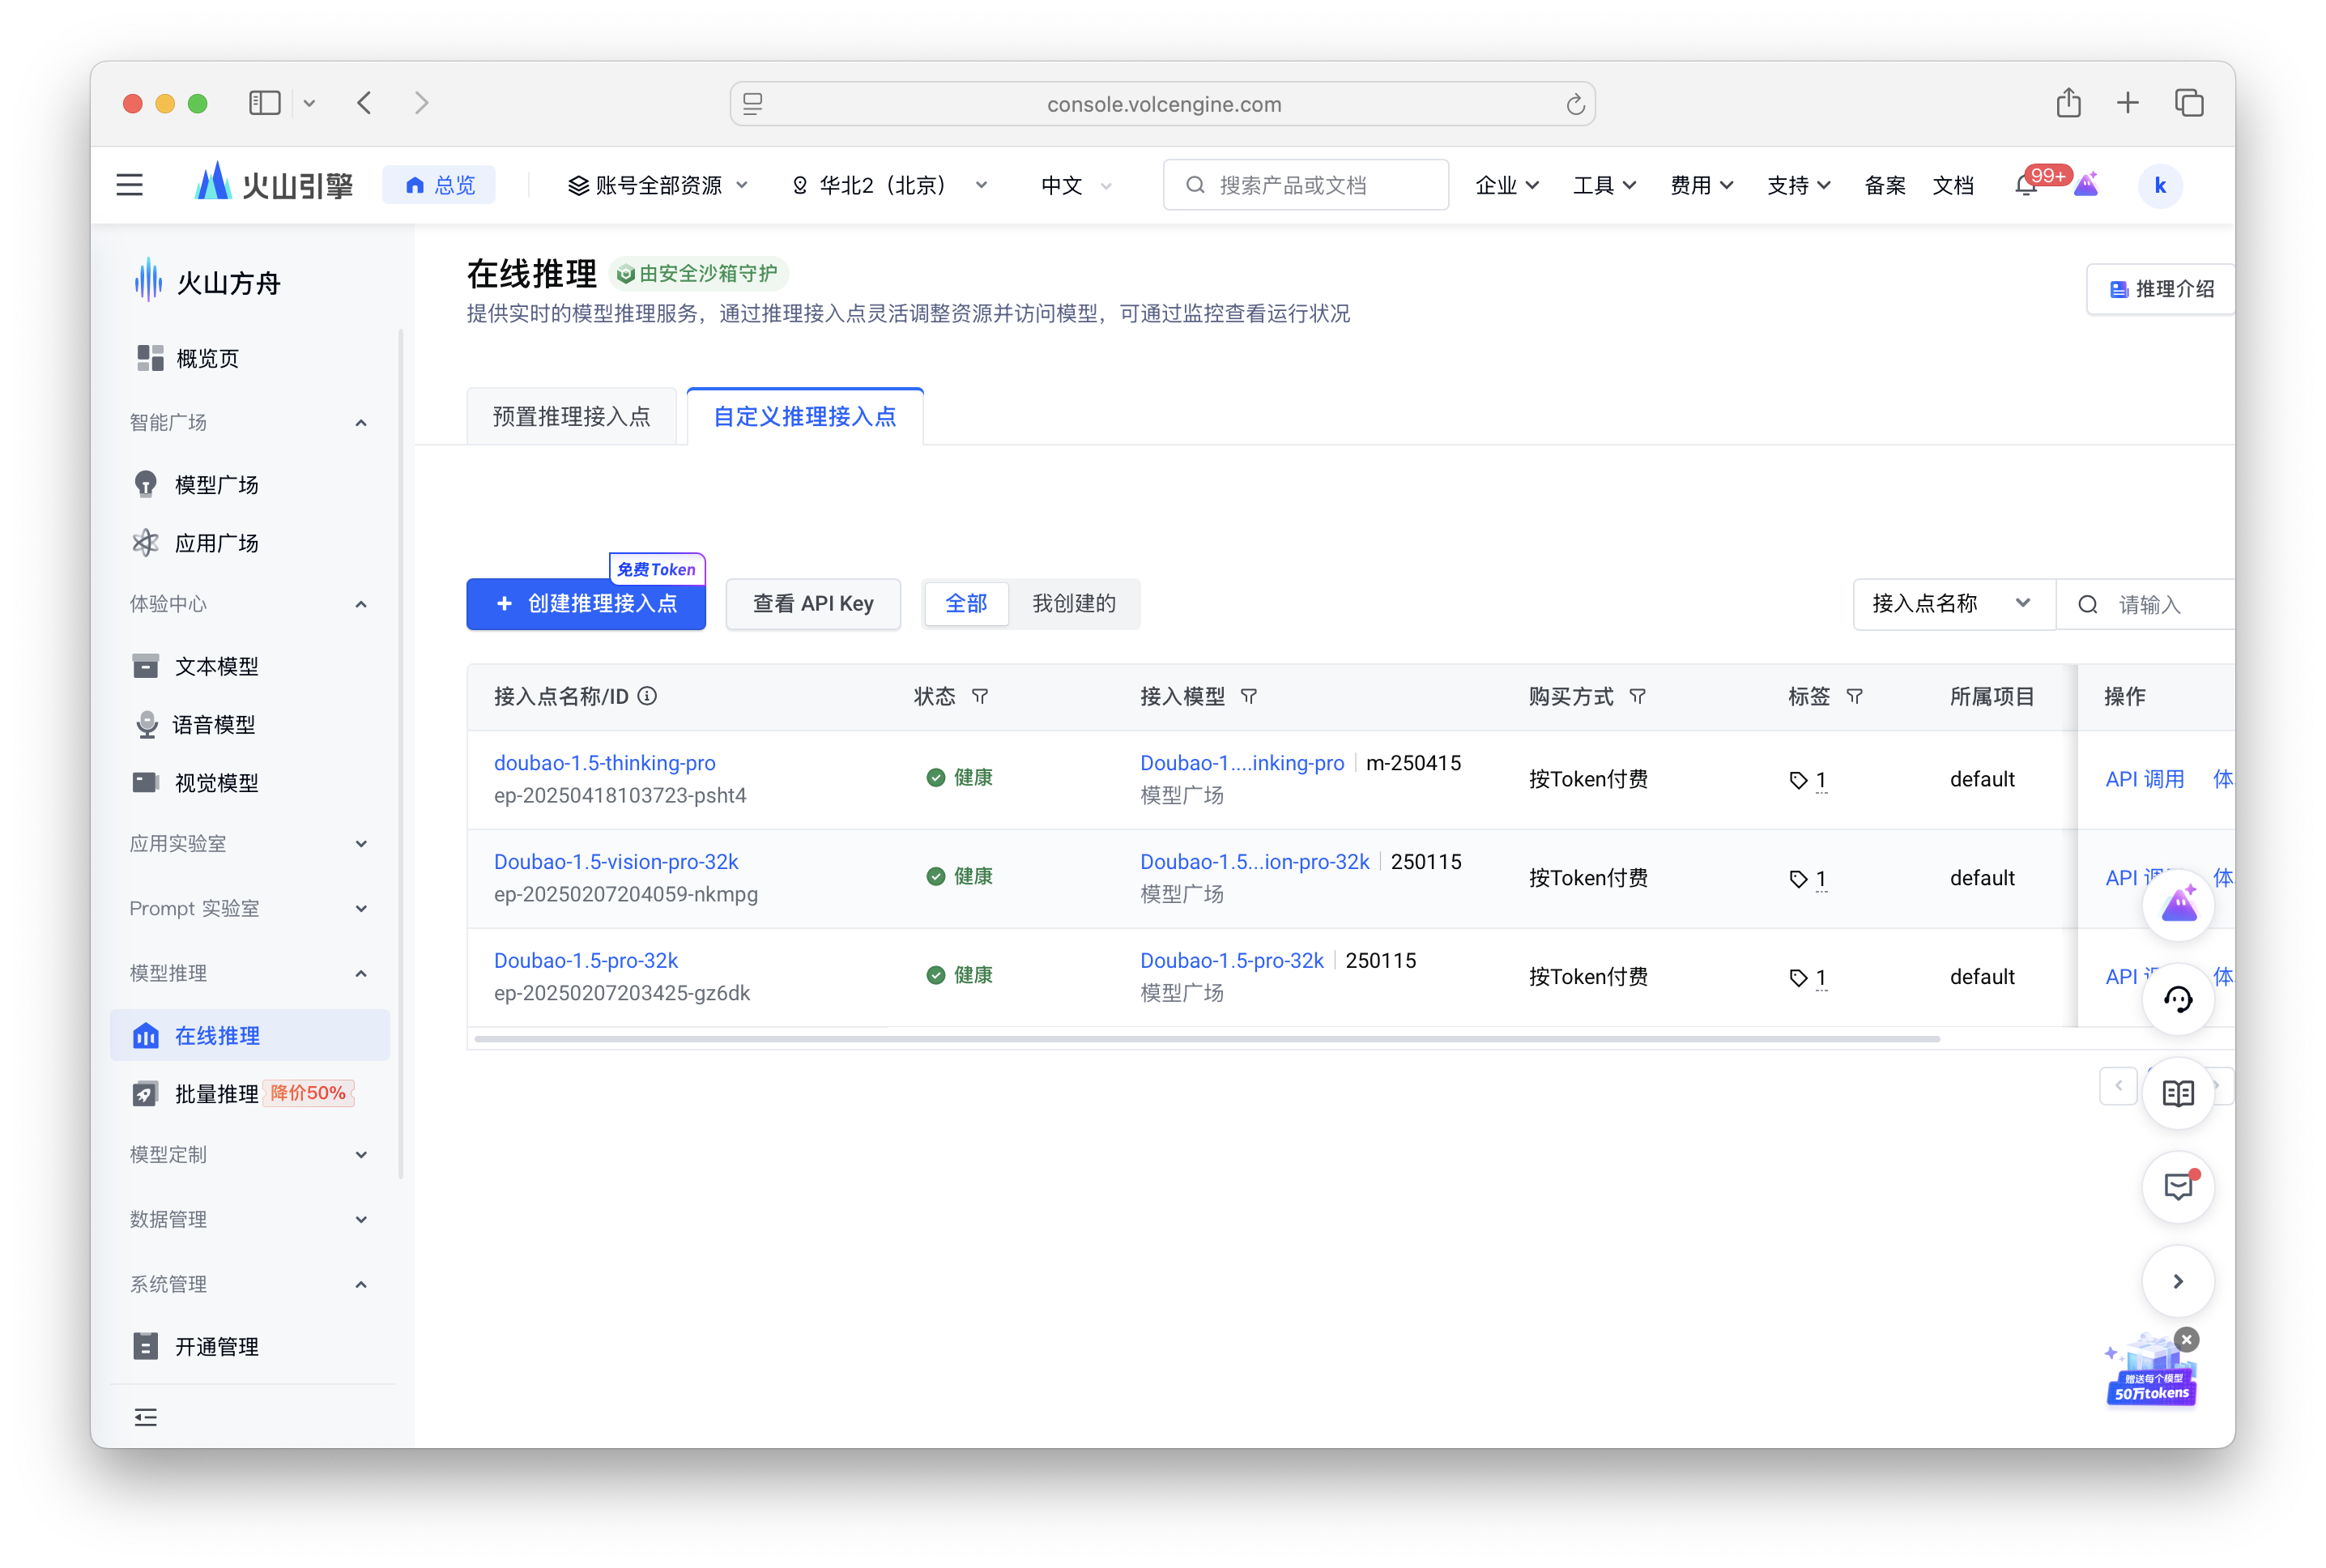 console.volcengine.com
火山引擎
总览
账号全部资源
华北2（北京）
中文
搜索产品或文档
企业
工具
费用
支持
备案
文档
99+
k
火山方舟
概览页
智能广场
模型广场
应用广场
体验中心
文本模型
语音模型
视觉模型
应用实验室
Prompt 实验室
模型推理
在线推理
批量推理 降价50%
模型定制
数据管理
系统管理
开通管理
在线推理 由安全沙箱守护
提供实时的模型推理服务，通过推理接入点灵活调整资源并访问模型，可通过监控查看运行状况
推理介绍
预置推理接入点 自定义推理接入点
免费Token
+ 创建推理接入点 查看 API Key 全部 我创建的 接入点名称 请输入
接入点名称/ID 状态 接入模型 购买方式 标签 所属项目 操作
doubao-1.5-thinking-pro
ep-20250418103723-psht4
健康
Doubao-1....inking-pro m-250415
模型广场
按Token付费 1 default API 调用 体
Doubao-1.5-vision-pro-32k
ep-20250207204059-nkmpg
健康
Doubao-1.5...ion-pro-32k 250115
模型广场
按Token付费 1 default API 体
Doubao-1.5-pro-32k
ep-20250207203425-gz6dk
健康
Doubao-1.5-pro-32k 250115
模型广场
按Token付费 1 default API 体
赠送每个模型
50万tokens